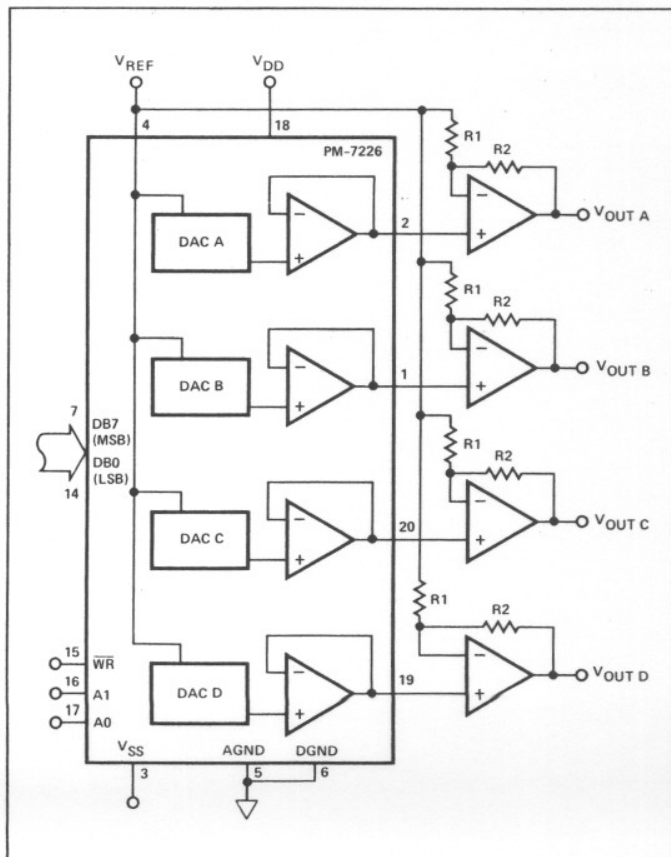 VREF VDD
4 18
PM-7226
R1
R2
DAC A
−
+
2
−
+
VOUT A
R1
R2
DAC B
−
+
1
−
+
VOUT B
7
DB7
(MSB)
DB0
(LSB)
14
R1
R2
DAC C
−
+
20
−
+
VOUT C
R1
R2
DAC D
−
+
19
−
+
VOUT D
15
WR
16
A1
17
A0
VSS AGND DGND
3 5 6